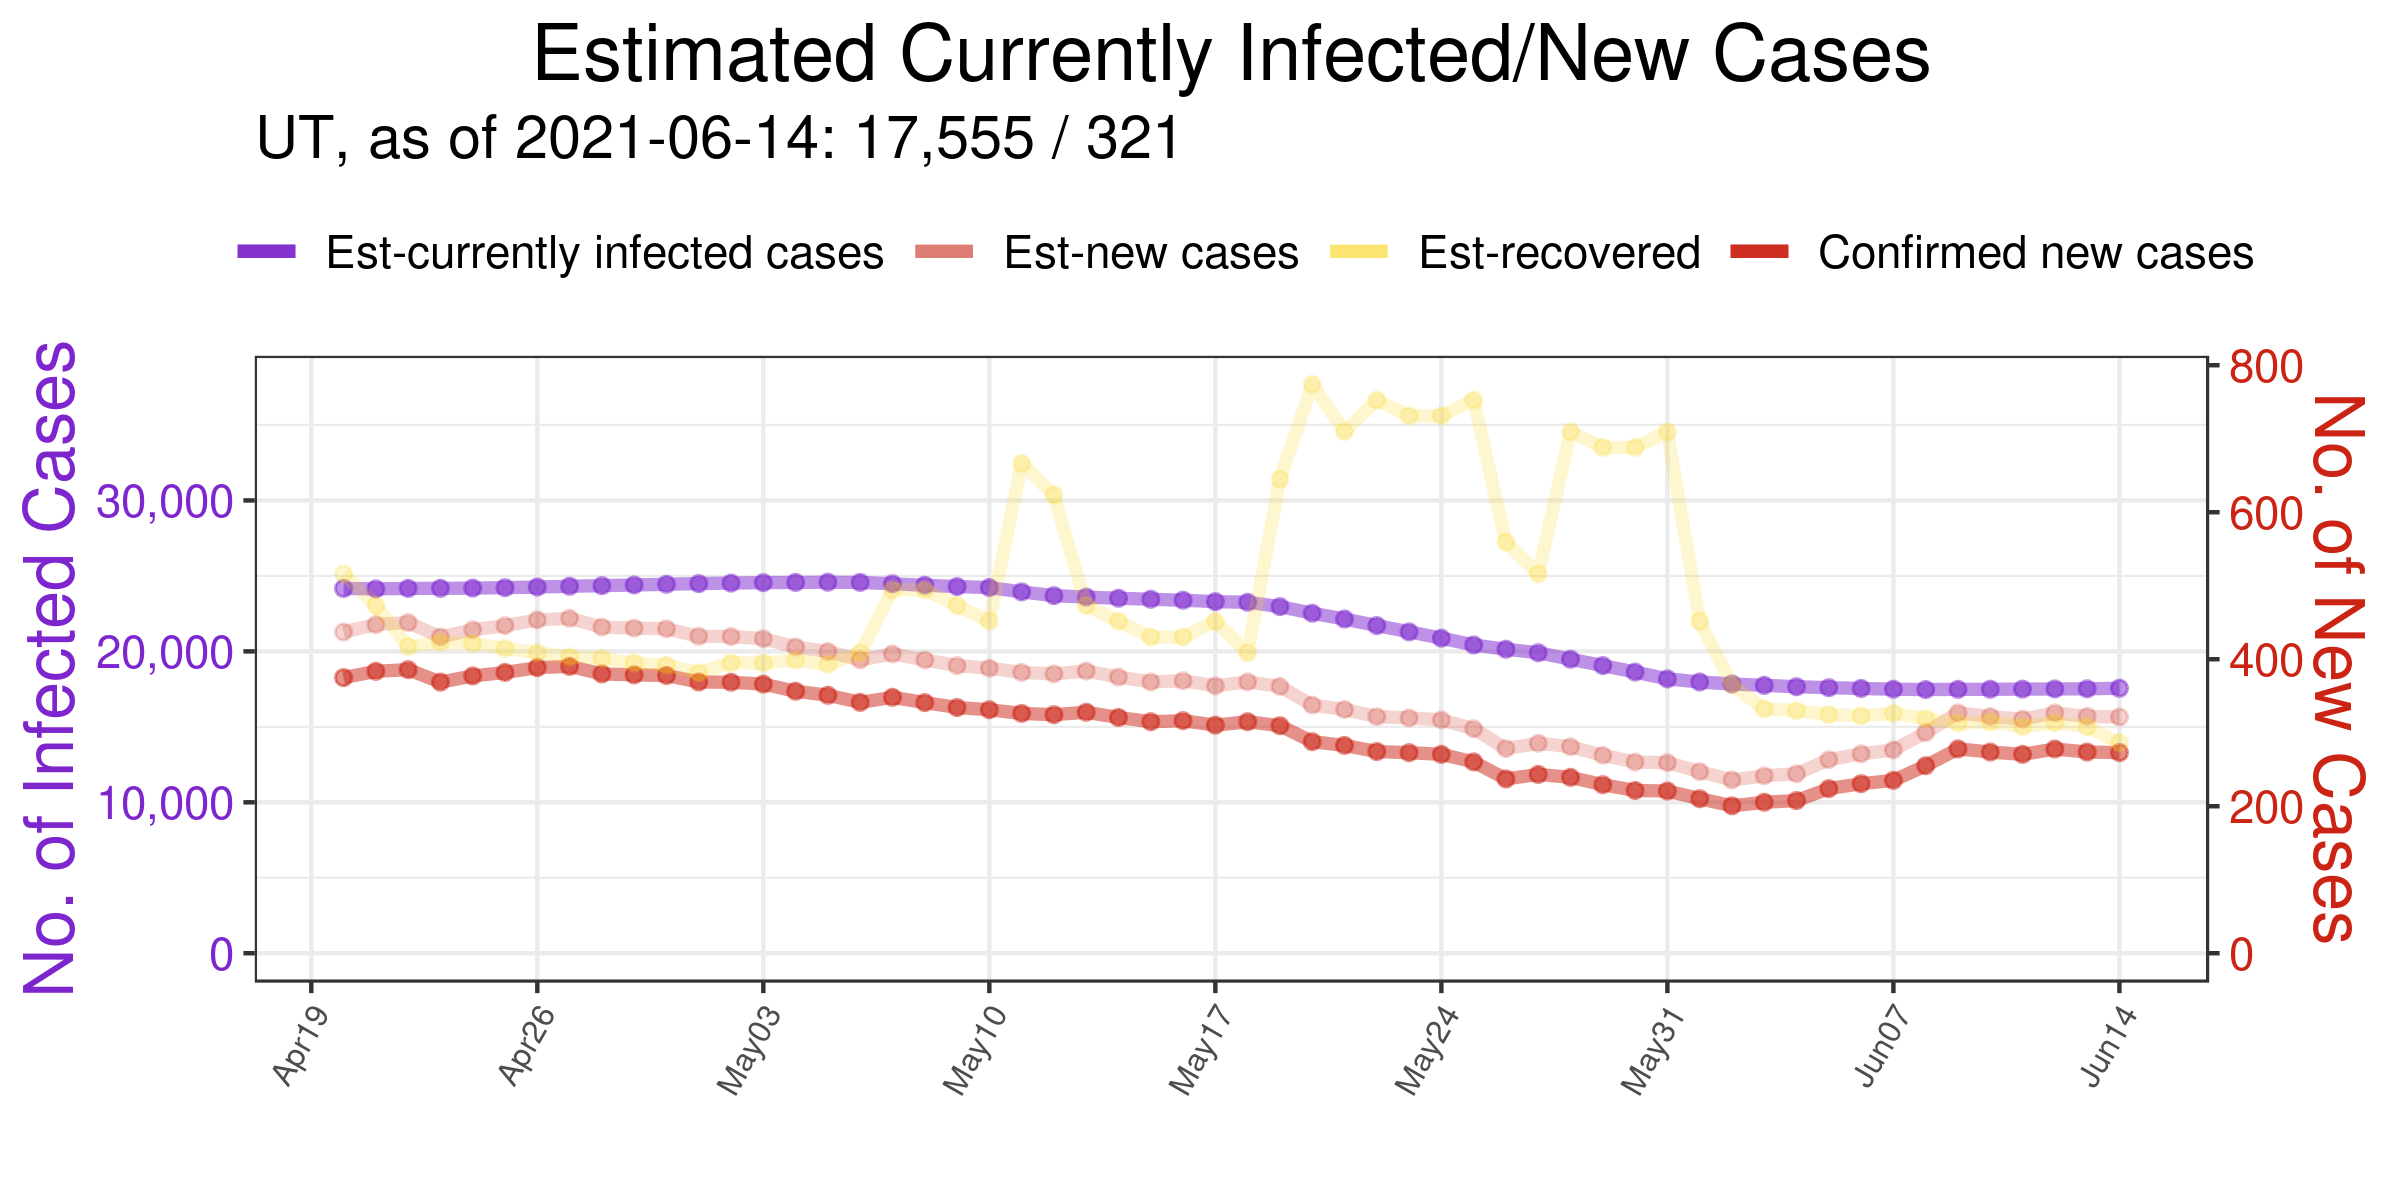 Estimated Currently Infected/New Cases
UT, as of 2021-06-14: 17,555 / 321
Est-currently infected cases Est-new cases Est-recovered Confirmed new cases
No. of Infected Cases
30,000
20,000
10,000
0
800
600
400
200
0
No. of New Cases
Apr19 Apr26 May03 May10 May17 May24 May31 Jun07 Jun14